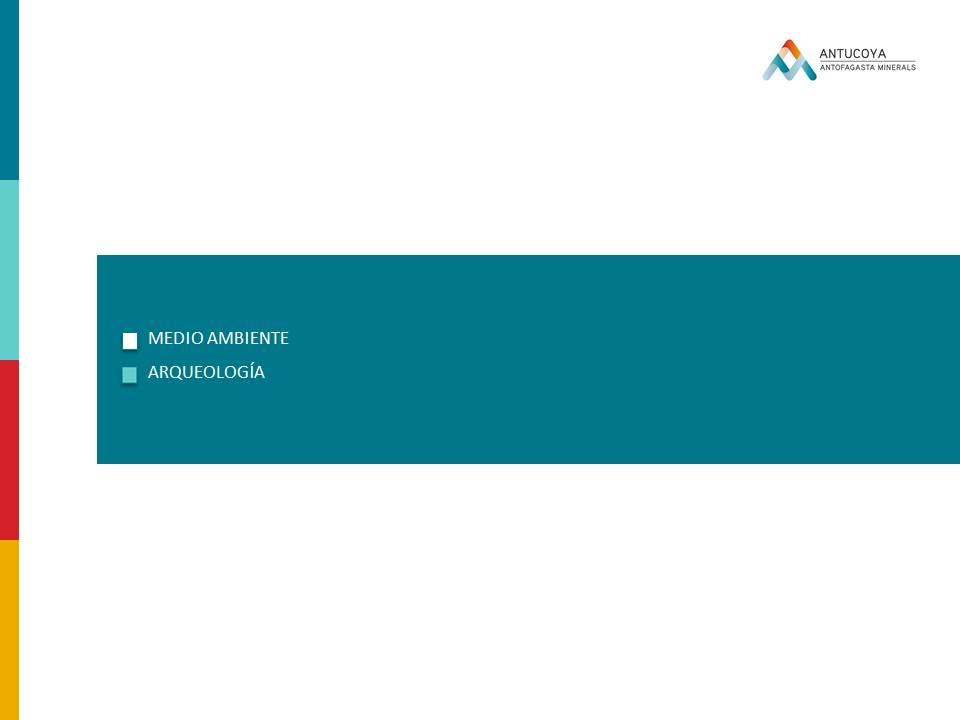 ANTUCOYA
ANTOFAGASTA MINERALS
MEDIO AMBIENTE
ARQUEOLOGÍA